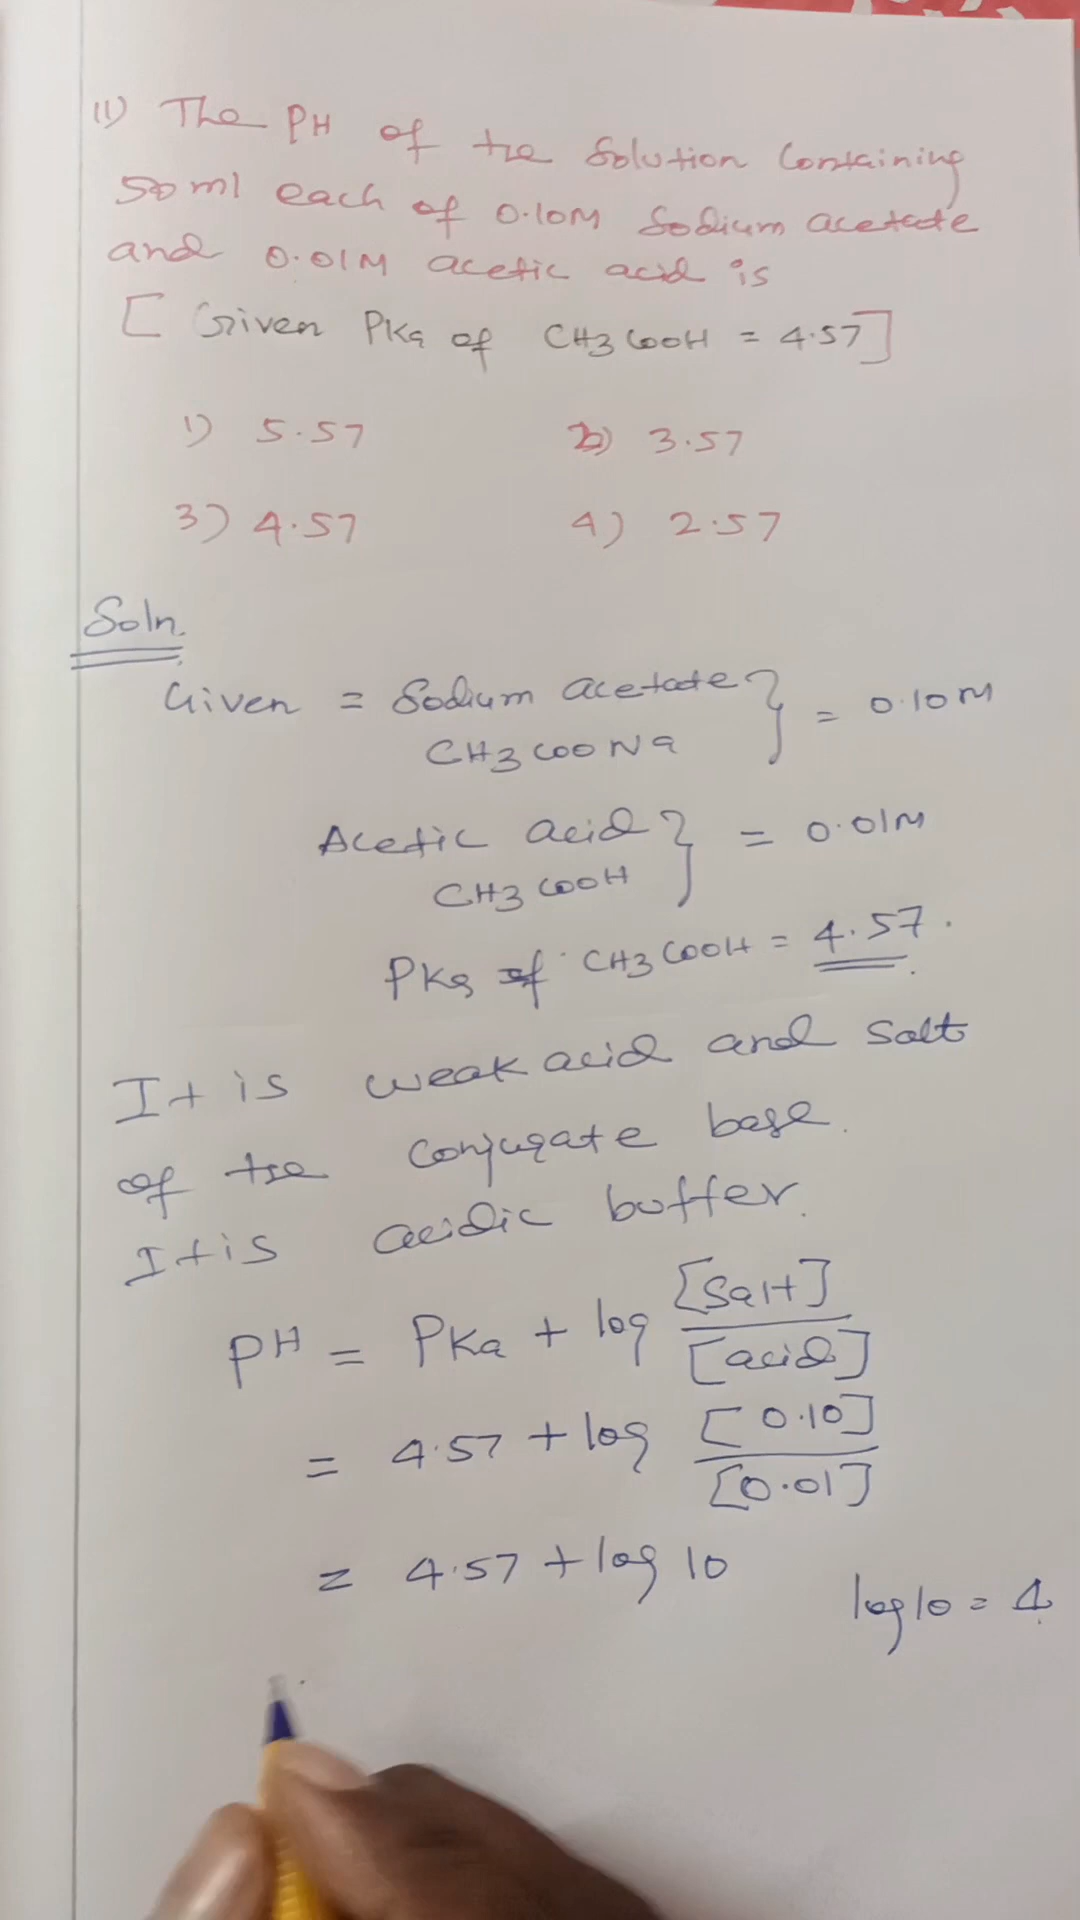 11) The PH of the Solution Containing
50 ml each of 0.10M Sodium acetate
and 0.01M acetic acid is
[ Given PKa of CH3COOH = 4.57]
1) 5.57 2) 3.57
3) 4.57 4) 2.57
Soln.
Given = Sodium acetate } = 0.10M
CH3COONa
Acetic acid } = 0.01M
CH3COOH
PKa of CH3COOH = 4.57.
It is weak acid and salt
of the conjugate base.
It is acidic buffer.
PH = PKa + log [Salt]/[acid]
= 4.57 + log [0.10]/[0.01]
= 4.57 + log 10 log10 = 1